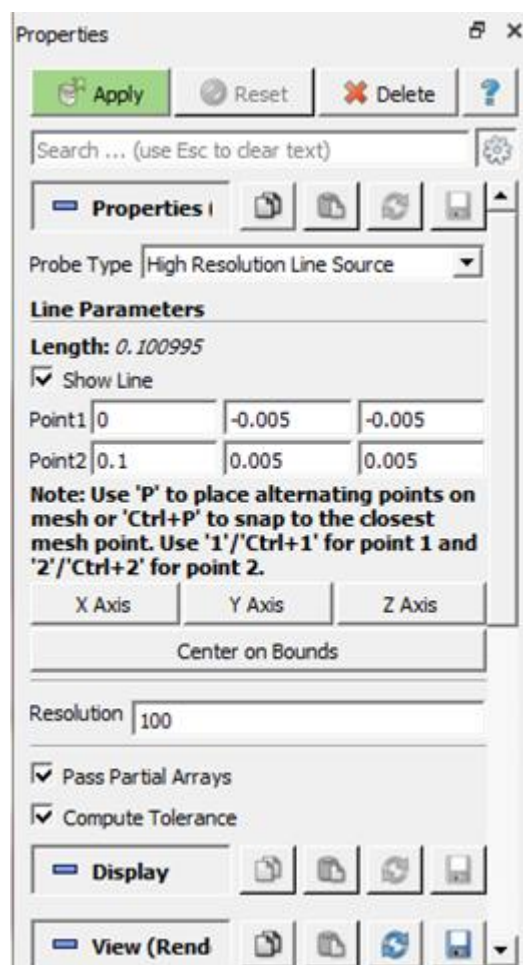 Properties
Apply Reset Delete ?
Search ... (use Esc to clear text)
Properties (
Probe Type High Resolution Line Source
Line Parameters
Length: 0.100995
Show Line
Point1 0 -0.005 -0.005
Point2 0.1 0.005 0.005
Note: Use 'P' to place alternating points on
mesh or 'Ctrl+P' to snap to the closest
mesh point. Use '1'/'Ctrl+1' for point 1 and
'2'/'Ctrl+2' for point 2.
X Axis Y Axis Z Axis
Center on Bounds
Resolution 100
Pass Partial Arrays
Compute Tolerance
Display
View (Rend